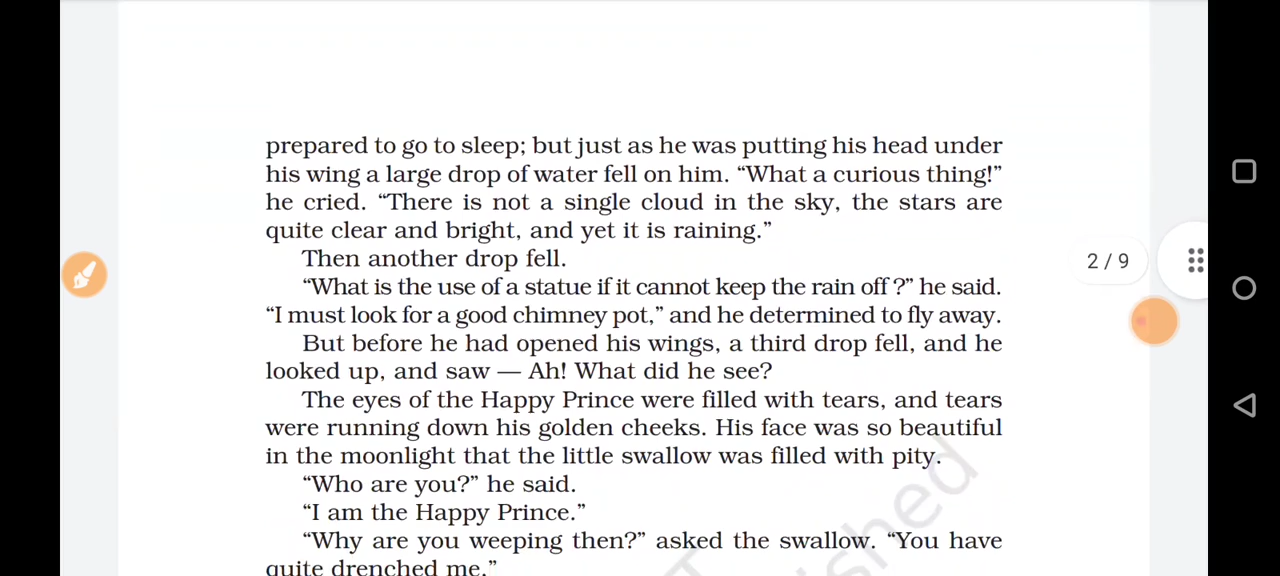 prepared to go to sleep; but just as he was putting his head under
his wing a large drop of water fell on him. “What a curious thing!”
he cried. “There is not a single cloud in the sky, the stars are
quite clear and bright, and yet it is raining.”
Then another drop fell.
“What is the use of a statue if it cannot keep the rain off?” he said.
“I must look for a good chimney pot,” and he determined to fly away.
But before he had opened his wings, a third drop fell, and he
looked up, and saw — Ah! What did he see?
The eyes of the Happy Prince were filled with tears, and tears
were running down his golden cheeks. His face was so beautiful
in the moonlight that the little swallow was filled with pity.
“Who are you?” he said.
“I am the Happy Prince.”
“Why are you weeping then?” asked the swallow. “You have
quite drenched me.”
2 / 9